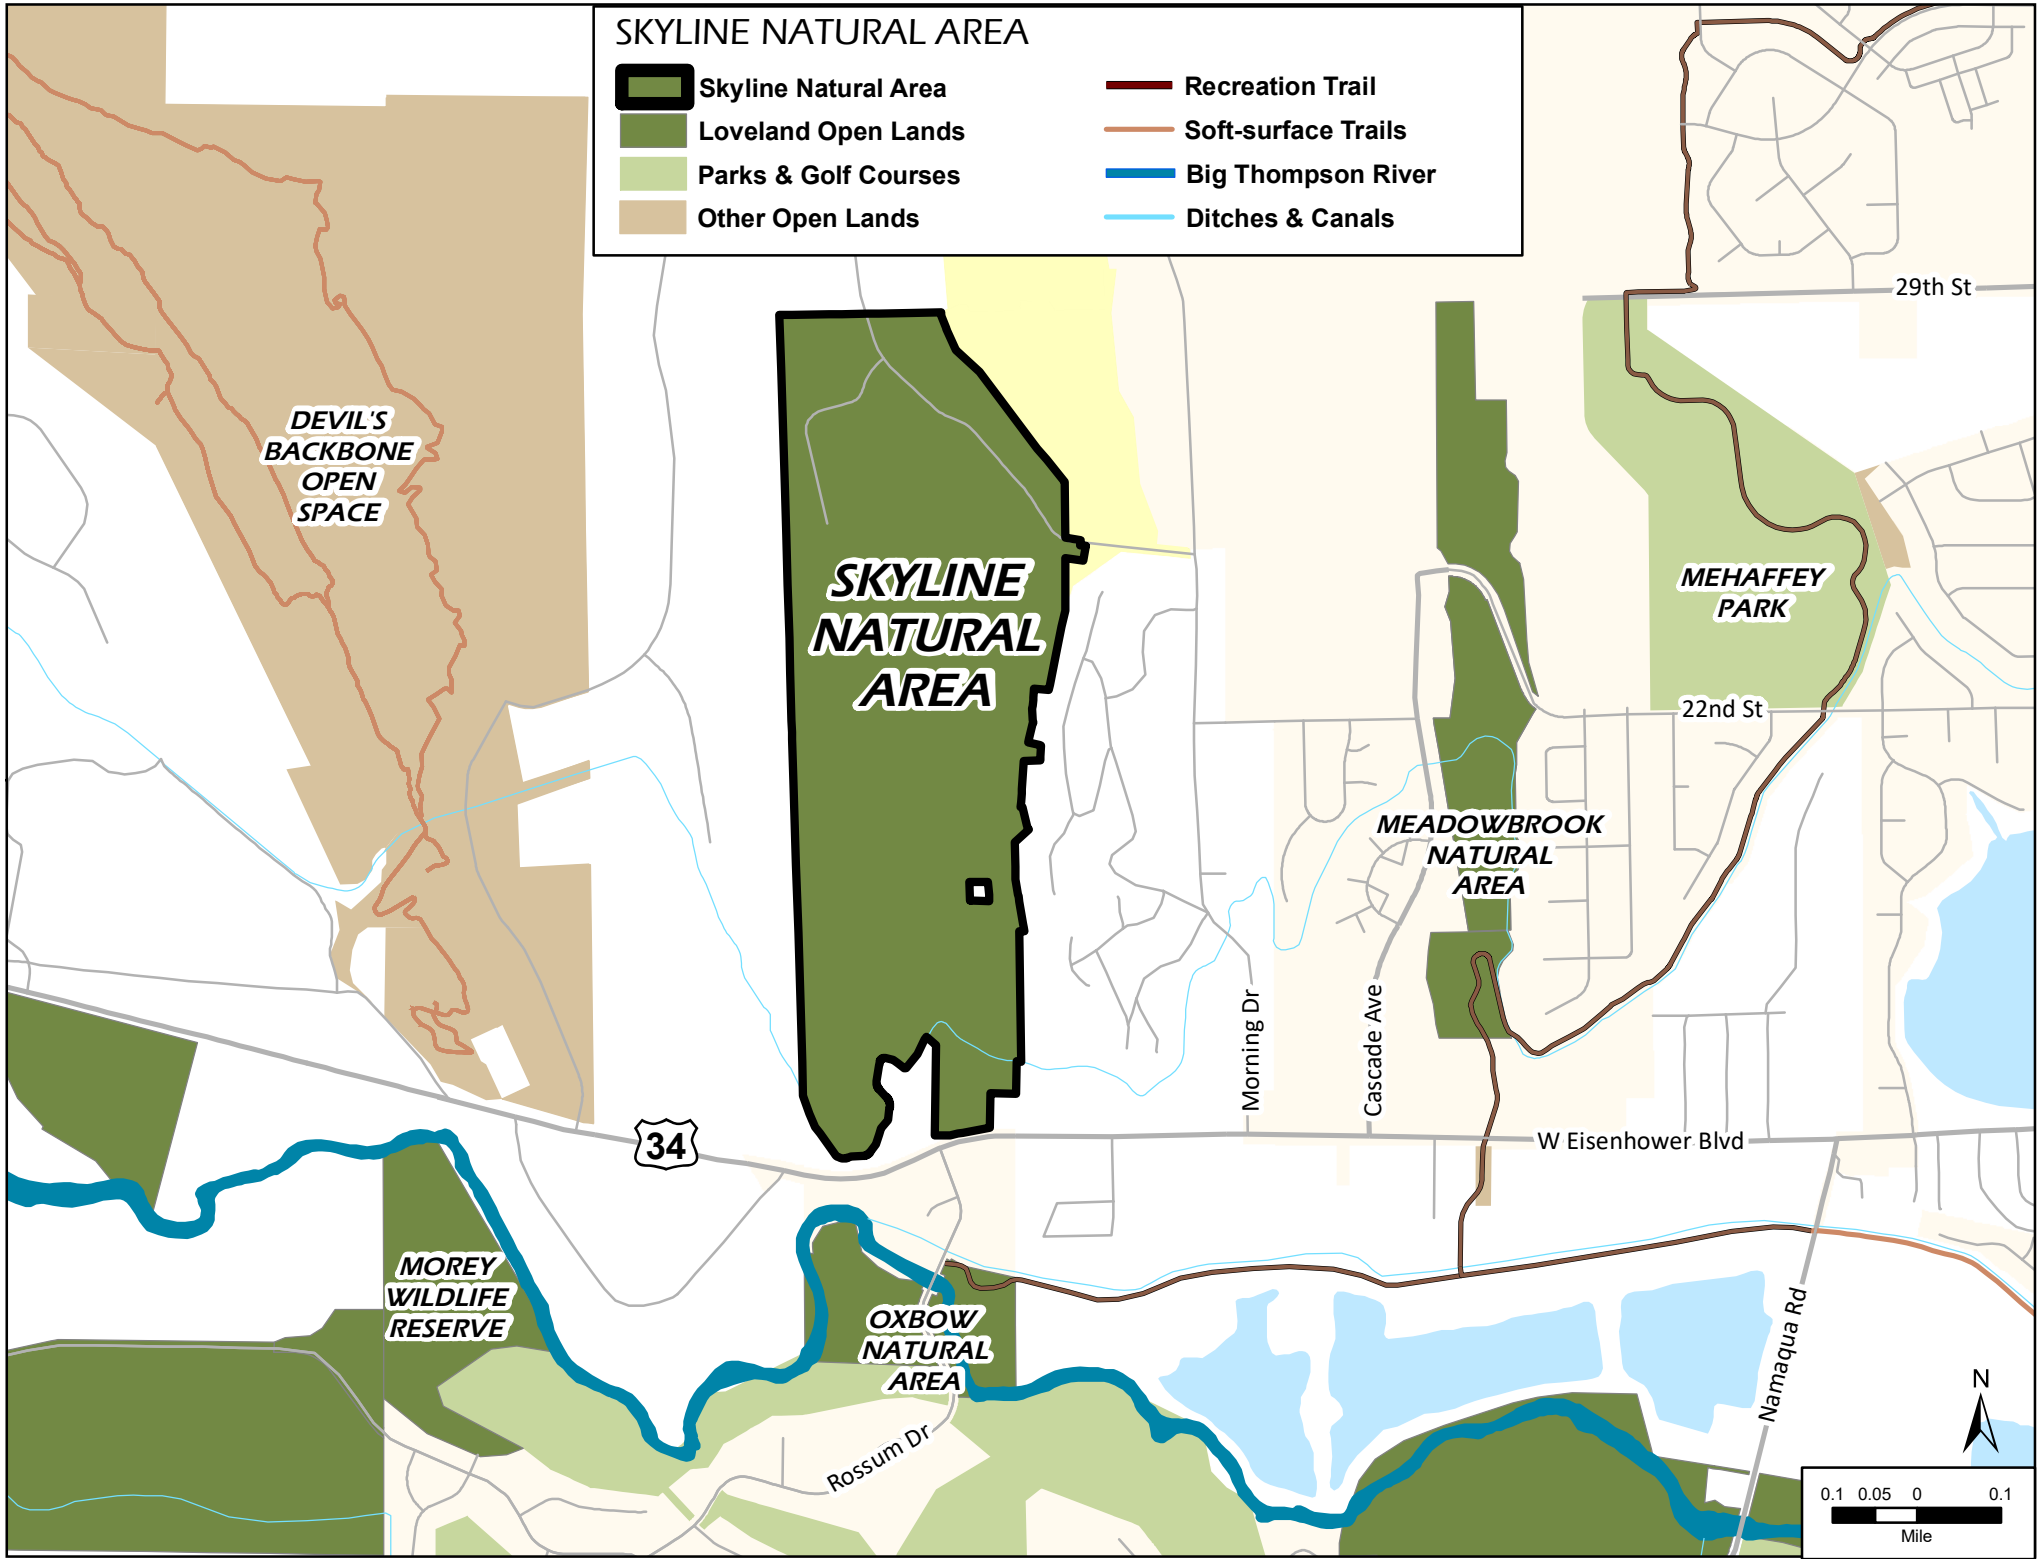 SKYLINE NATURAL AREA
Skyline Natural Area
Loveland Open Lands
Parks & Golf Courses
Other Open Lands
Recreation Trail
Soft-surface Trails
Big Thompson River
Ditches & Canals
29th St
DEVIL'S
BACKBONE
OPEN
SPACE
SKYLINE
NATURAL
AREA
MEHAFFEY
PARK
22nd St
MEADOWBROOK
NATURAL
AREA
Morning Dr
Cascade Ave
34
W Eisenhower Blvd
MOREY
WILDLIFE
RESERVE
OXBOW
NATURAL
AREA
Rossum Dr
Namaqua Rd
N
0.1 0.05 0 0.1
Mile